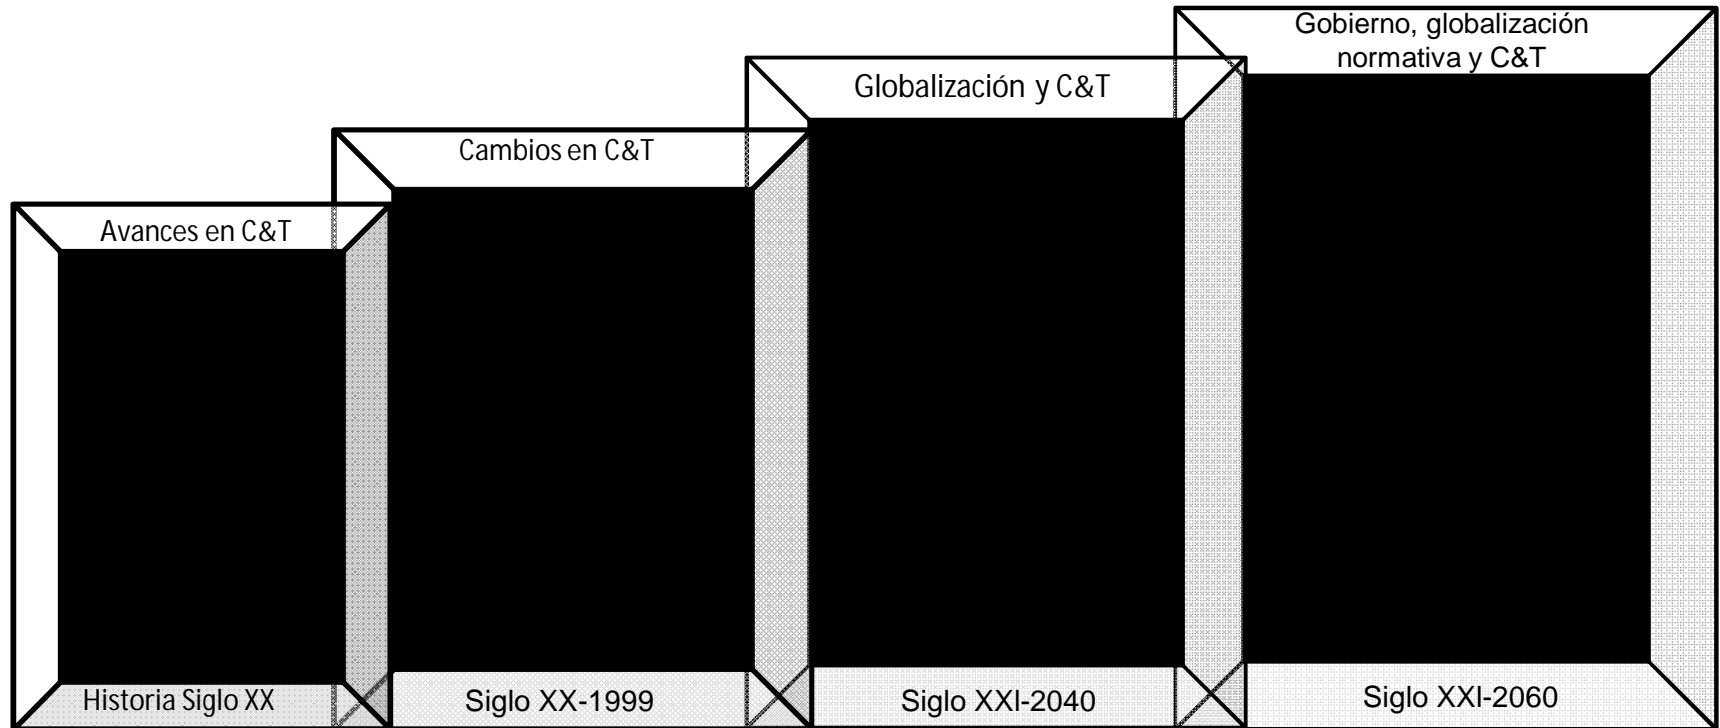 Gobierno, globalización
normativa y C&T
Globalización y C&T
Cambios en C&T
Avances en C&T
Historia Siglo XX
Siglo XX-1999
Siglo XXI-2040
Siglo XXI-2060